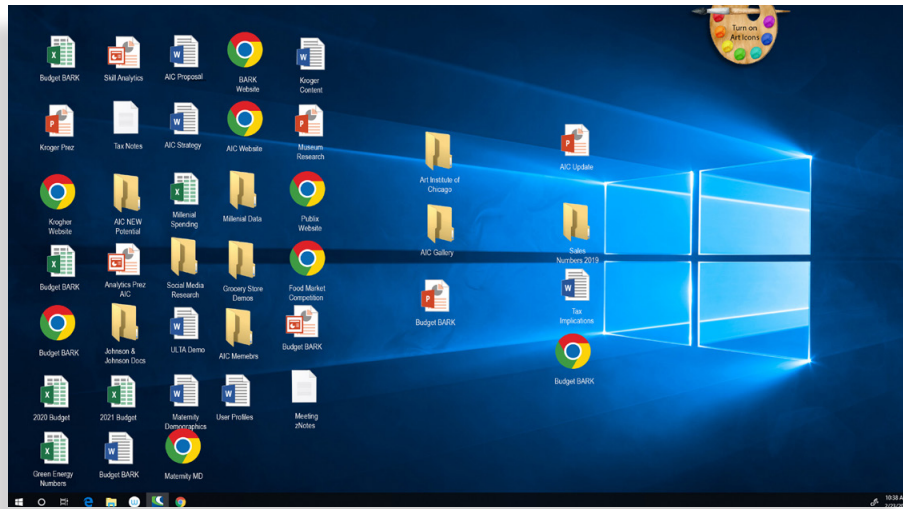 Turn on
Art Icons
Budget BARK
Skill Analytics
AIC Proposal
BARK
Website
Kroger
Content
Kroger Prez
Tax Notes
AIC Strategy
AIC Website
Museum
Research
Art Institute of
Chicago
AIC Update
Krogher
Website
AIC NEW
Potential
Millenial
Spending
Millenial Data
Publix
Website
AIC Gallery
Sales
Numbers 2019
Budget BARK
Analytics Prez
AIC
Social Media
Research
Grocery Store
Demos
Food Market
Competition
Budget BARK
Tax
Implications
Budget BARK
Johnson &
Johnson Docs
ULTA Demo
AIC Memebrs
Budget BARK
Budget BARK
2020 Budget
2021 Budget
Maternity
Demographics
User Profiles
Meeting
zNotes
Green Energy
Numbers
Budget BARK
Maternity MD
10:38 A